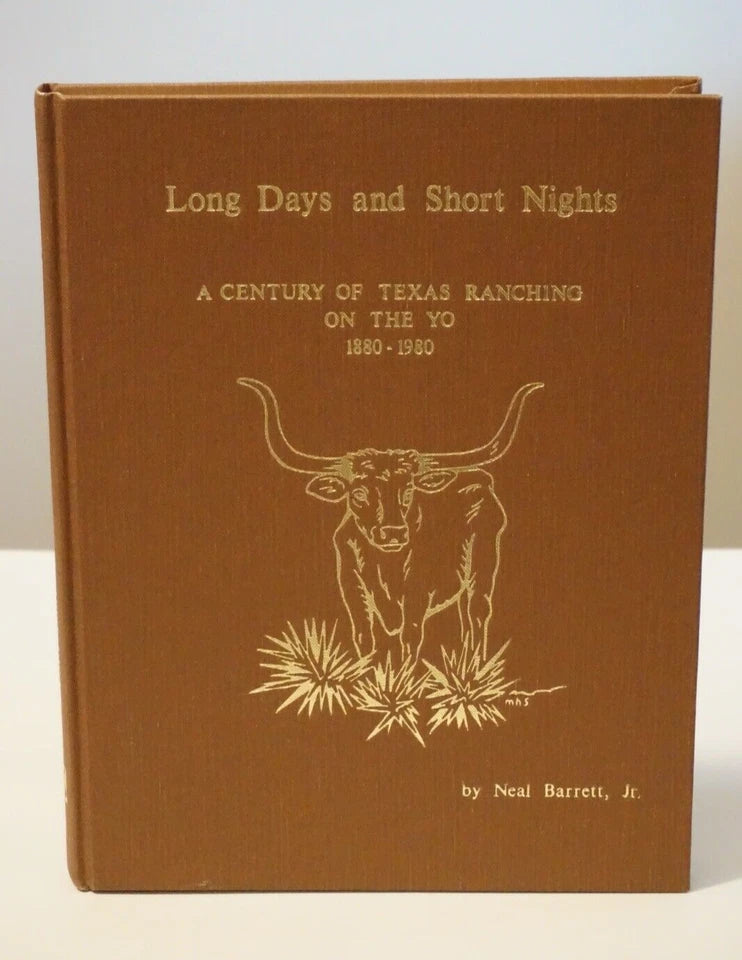 Long Days and Short Nights
A CENTURY OF TEXAS RANCHING
ON THE YO
1880-1980
mhs
by Neal Barrett, Jr.